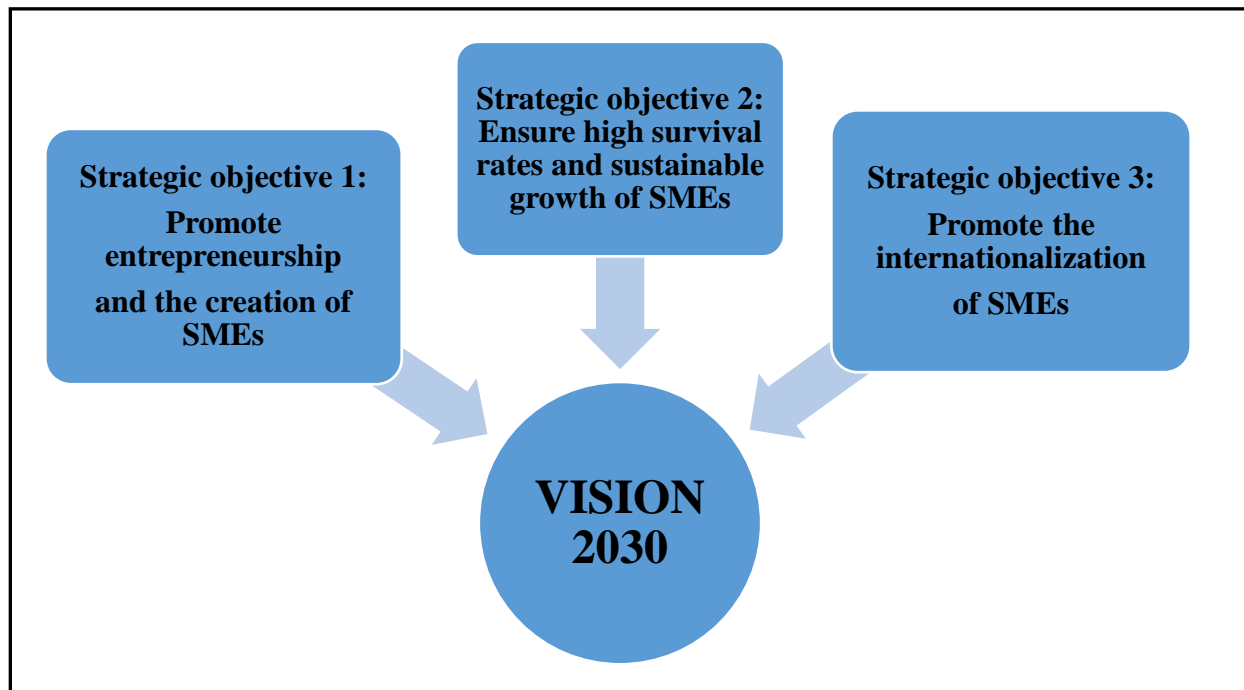 Strategic objective 1:
Promote
entrepreneurship
and the creation of
SMEs
Strategic objective 2:
Ensure high survival
rates and sustainable
growth of SMEs
Strategic objective 3:
Promote the
internationalization
of SMEs
VISION
2030